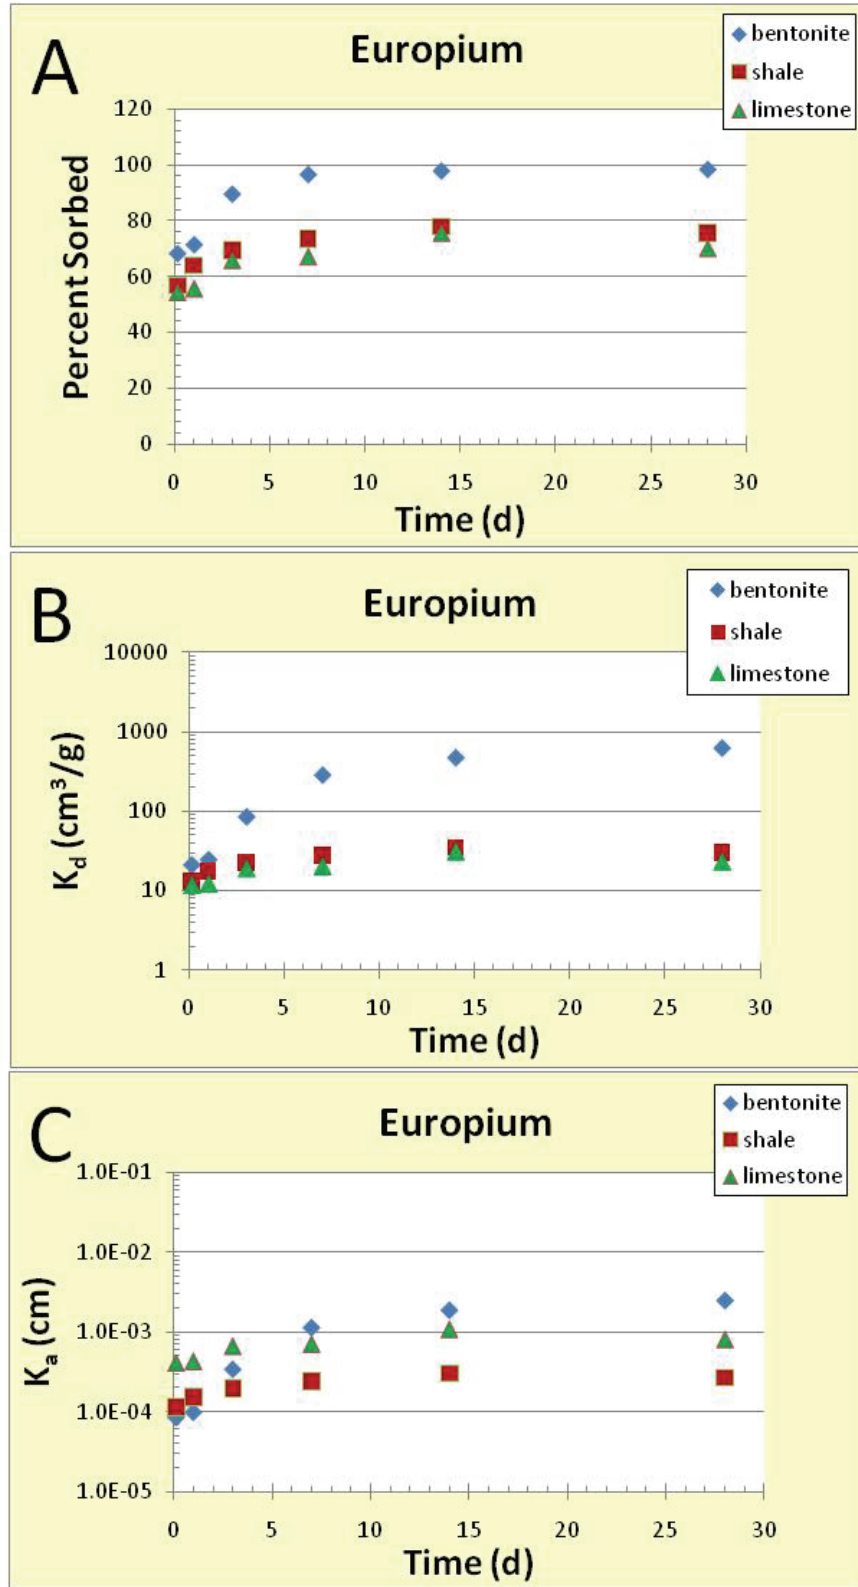 A
Europium
bentonite
shale
limestone
Percent Sorbed
120
100
80
60
40
20
0
0 5 10 15 20 25 30
Time (d)
B
Europium
bentonite
shale
limestone
K_d (cm³/g)
10000
1000
100
10
1
0 5 10 15 20 25 30
Time (d)
C
Europium
bentonite
shale
limestone
K_a (cm)
1.0E-01
1.0E-02
1.0E-03
1.0E-04
1.0E-05
0 5 10 15 20 25 30
Time (d)